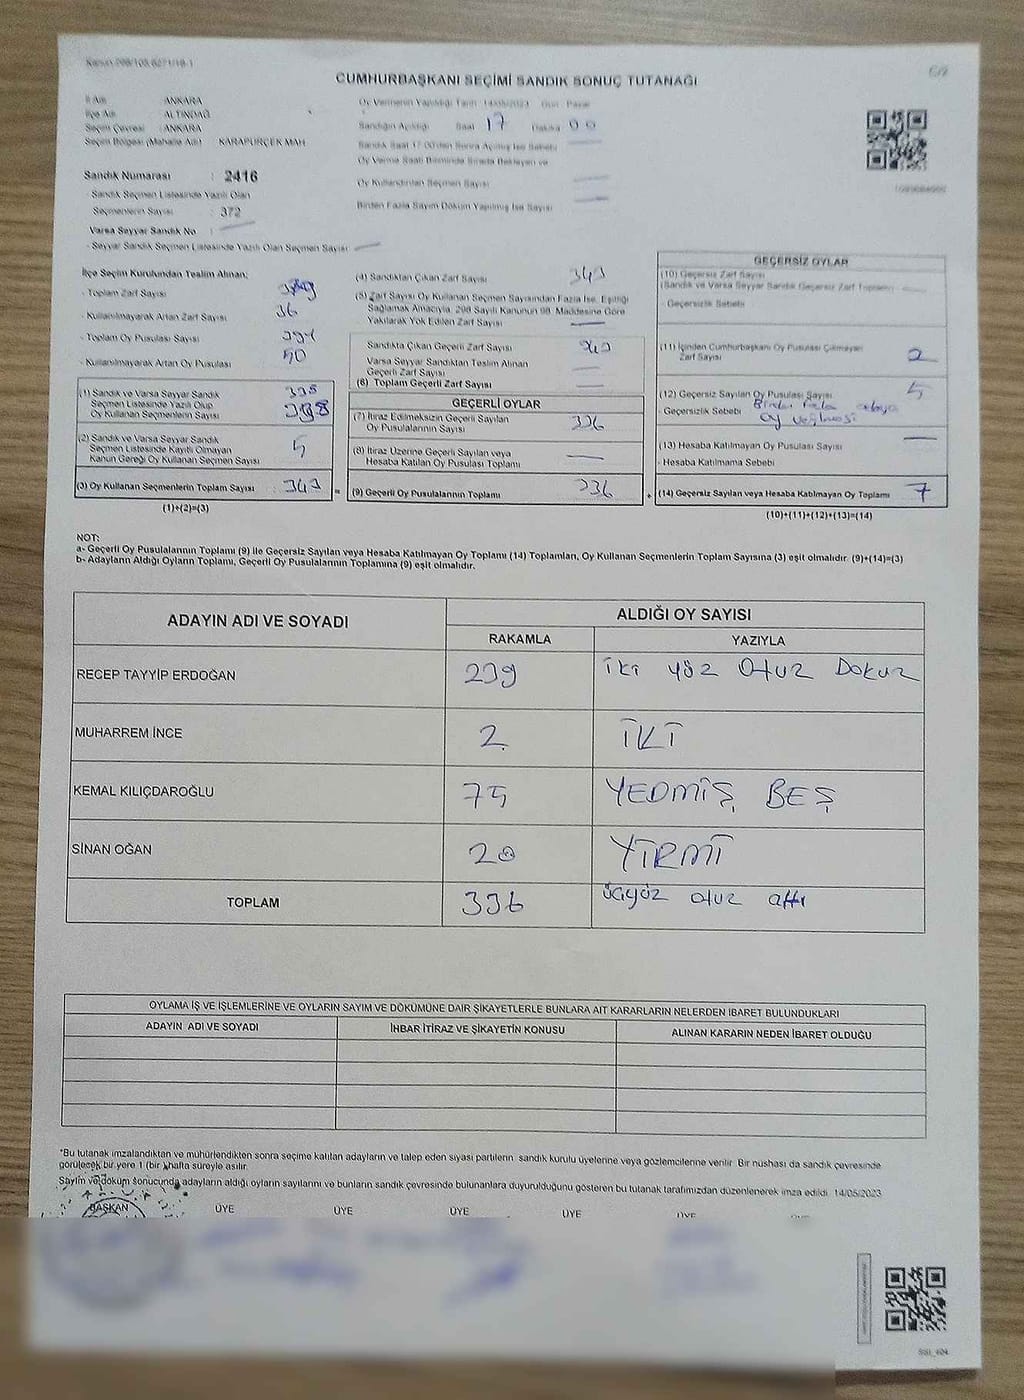 CUMHURBAŞKANI SEÇİMİ SANDIK SONUÇ TUTANAĞI
İl Adı : ANKARA
İlçe Adı : ALTINDAĞ
Seçim Çevresi : ANKARA
Seçim Bölgesi (Mahalle Adı) KARAPÜRÇEK MAH
Sandık Numarası : 2416
- Sandık Seçmen Listesinde Yazılı Olan
Seçmenlerin Sayısı : 372
Varsa Seyyar Sandık No :
- Seyyar Sandık Seçmen Listesinde Yazılı Olan Seçmen Sayısı
Oy Vermenin Yapıldığı Tarih 14/05/2023 Gün Pazar
Sandığın Açıldığı Saat 17 Dakika 00
Sandık Saat 17:00'den Sonra Açılmış İse Sebebi
Oy Verme Saati Bitiminde Sırada Bekleyen ve
Oy Kullandırılan Seçmen Sayısı
Birden Fazla Sayım Döküm Yapılmış İse Sayısı
İlçe Seçim Kurulundan Teslim Alınan;
- Toplam Zarf Sayısı
- Kullanılmayarak Artan Zarf Sayısı 36
- Toplam Oy Pusulası Sayısı
- Kullanılmayarak Artan Oy Pusulası
(1) Sandık ve Varsa Seyyar Sandık
Seçmen Listesinde Yazılı Olup
Oy Kullanan Seçmenlerin Sayısı 338
(2) Sandık ve Varsa Seyyar Sandık
Seçmen Listesinde Kayıtlı Olmayan
Kanun Gereği Oy Kullanan Seçmen Sayısı 5
(3) Oy Kullanan Seçmenlerin Toplam Sayısı 343 =
(1)+(2)=(3)
(4) Sandıktan Çıkan Zarf Sayısı 343
(5) Zarf Sayısı Oy Kullanan Seçmen Sayısından Fazla İse, Eşitliği
Sağlamak Amacıyla, 298 Sayılı Kanunun 98. Maddesine Göre
Yakılarak Yok Edilen Zarf Sayısı
Sandıkta Çıkan Geçerli Zarf Sayısı 343
Varsa Seyyar Sandıktan Teslim Alınan
Geçerli Zarf Sayısı
(6) Toplam Geçerli Zarf Sayısı
GEÇERLİ OYLAR
(7) İtiraz Edilmeksizin Geçerli Sayılan
Oy Pusulalarının Sayısı 336
(8) İtiraz Üzerine Geçerli Sayılan veya
Hesaba Katılan Oy Pusulası Toplamı
(9) Geçerli Oy Pusulalarının Toplamı 336 +
GEÇERSİZ OYLAR
(10) Geçersiz Zarf Sayısı
(Sandık ve Varsa Seyyar Sandık Geçersiz Zarf Toplamı)
- Geçersizlik Sebebi
(11) İçinden Cumhurbaşkanı Oy Pusulası Çıkmayan
Zarf Sayısı 2
(12) Geçersiz Sayılan Oy Pusulası Sayısı 5
- Geçersizlik Sebebi Birden fazla adaya
oy verilmesi
(13) Hesaba Katılmayan Oy Pusulası Sayısı
- Hesaba Katılmama Sebebi
(14) Geçersiz Sayılan veya Hesaba Katılmayan Oy Toplamı 7
(10)+(11)+(12)+(13)=(14)
NOT:
a- Geçerli Oy Pusulalarının Toplamı (9) ile Geçersiz Sayılan veya Hesaba Katılmayan Oy Toplamı (14) Toplamları, Oy Kullanan Seçmenlerin Toplam Sayısına (3) eşit olmalıdır. (9)+(14)=(3)
b- Adayların Aldığı Oyların Toplamı, Geçerli Oy Pusulalarının Toplamına (9) eşit olmalıdır.
ADAYIN ADI VE SOYADI ALDIĞI OY SAYISI
RAKAMLA YAZIYLA
RECEP TAYYİP ERDOĞAN 239 iki yüz Otuz Dokuz
MUHARREM İNCE 2 İKİ
KEMAL KILIÇDAROĞLU 75 YEDMİŞ BEŞ
SİNAN OĞAN 20 YİRMİ
TOPLAM 336 üçyüz otuz altı
OYLAMA İŞ VE İŞLEMLERİNE VE OYLARIN SAYIM VE DÖKÜMÜNE DAİR ŞİKAYETLERLE BUNLARA AİT KARARLARIN NELERDEN İBARET BULUNDUKLARI
ADAYIN ADI VE SOYADI İHBAR İTİRAZ VE ŞİKAYETİN KONUSU ALINAN KARARIN NEDEN İBARET OLDUĞU
*Bu tutanak imzalandıktan ve mühürlendikten sonra seçime katılan adayların ve talep eden siyasi partilerin sandık kurulu üyelerine veya gözlemcilerine verilir. Bir nüshası da sandık çevresinde
görülecek bir yere 1 (bir) hafta süreyle asılır.
Sayım ve döküm sonucunda adayların aldığı oyların sayılarını ve bunların sandık çevresinde bulunanlara duyurulduğunu gösteren bu tutanak tarafımızdan düzenlenerek imza edildi. 14/05/2023
BAŞKAN ÜYE ÜYE ÜYE ÜYE ÜYE